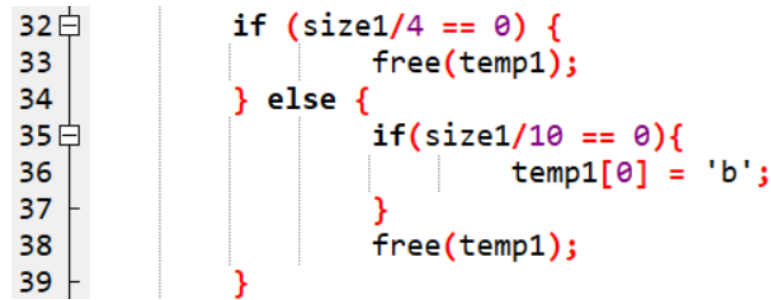 32 if (size1/4 == 0) {
33 free(temp1);
34 } else {
35 if(size1/10 == 0){
36 temp1[0] = 'b';
37 }
38 free(temp1);
39 }